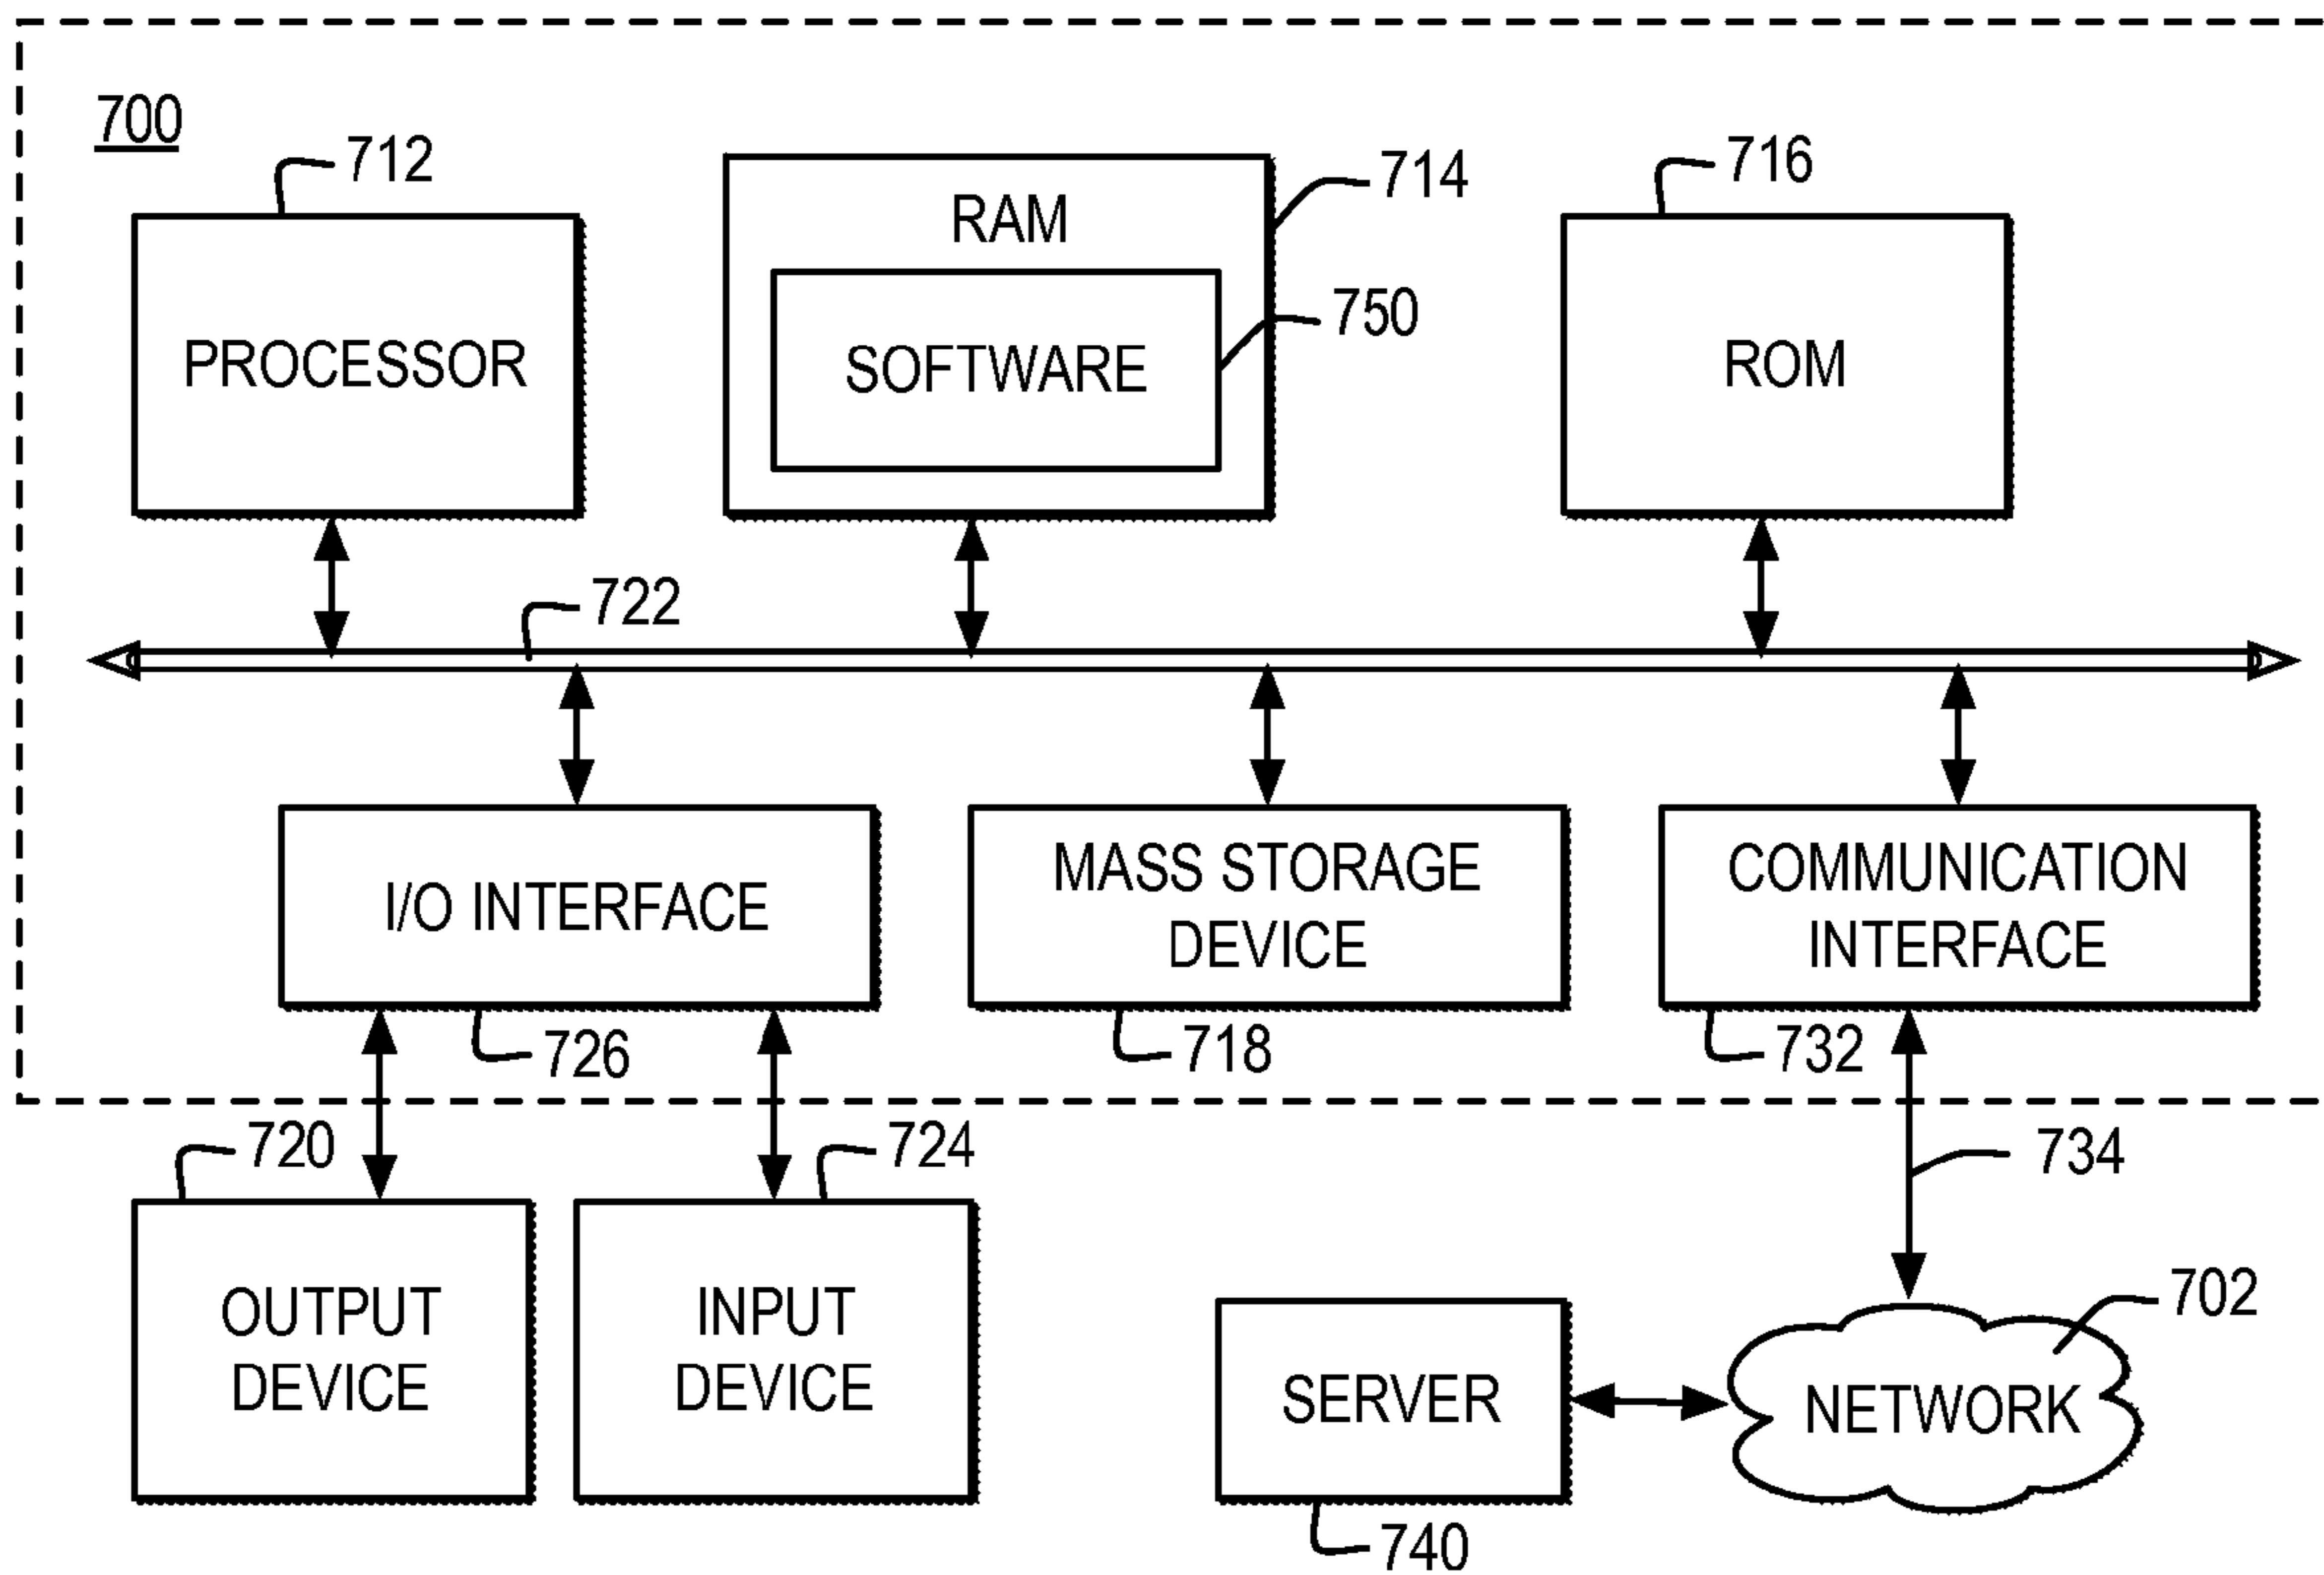 700
712
714
716
RAM
PROCESSOR
750
SOFTWARE
ROM
722
I/O INTERFACE
MASS STORAGE
DEVICE
COMMUNICATION
INTERFACE
726
718
732
720
724
734
OUTPUT
DEVICE
INPUT
DEVICE
702
SERVER
NETWORK
740